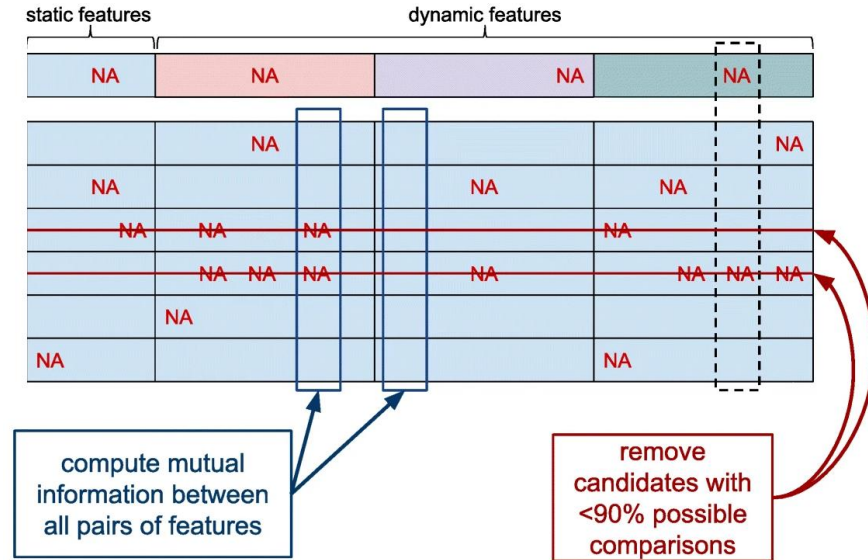 static features dynamic features
NA NA NA NA
NA NA
NA NA NA
NA NA NA NA
NA NA NA NA NA NA NA
NA
NA NA
compute mutual
information between
all pairs of features
remove
candidates with
<90% possible
comparisons